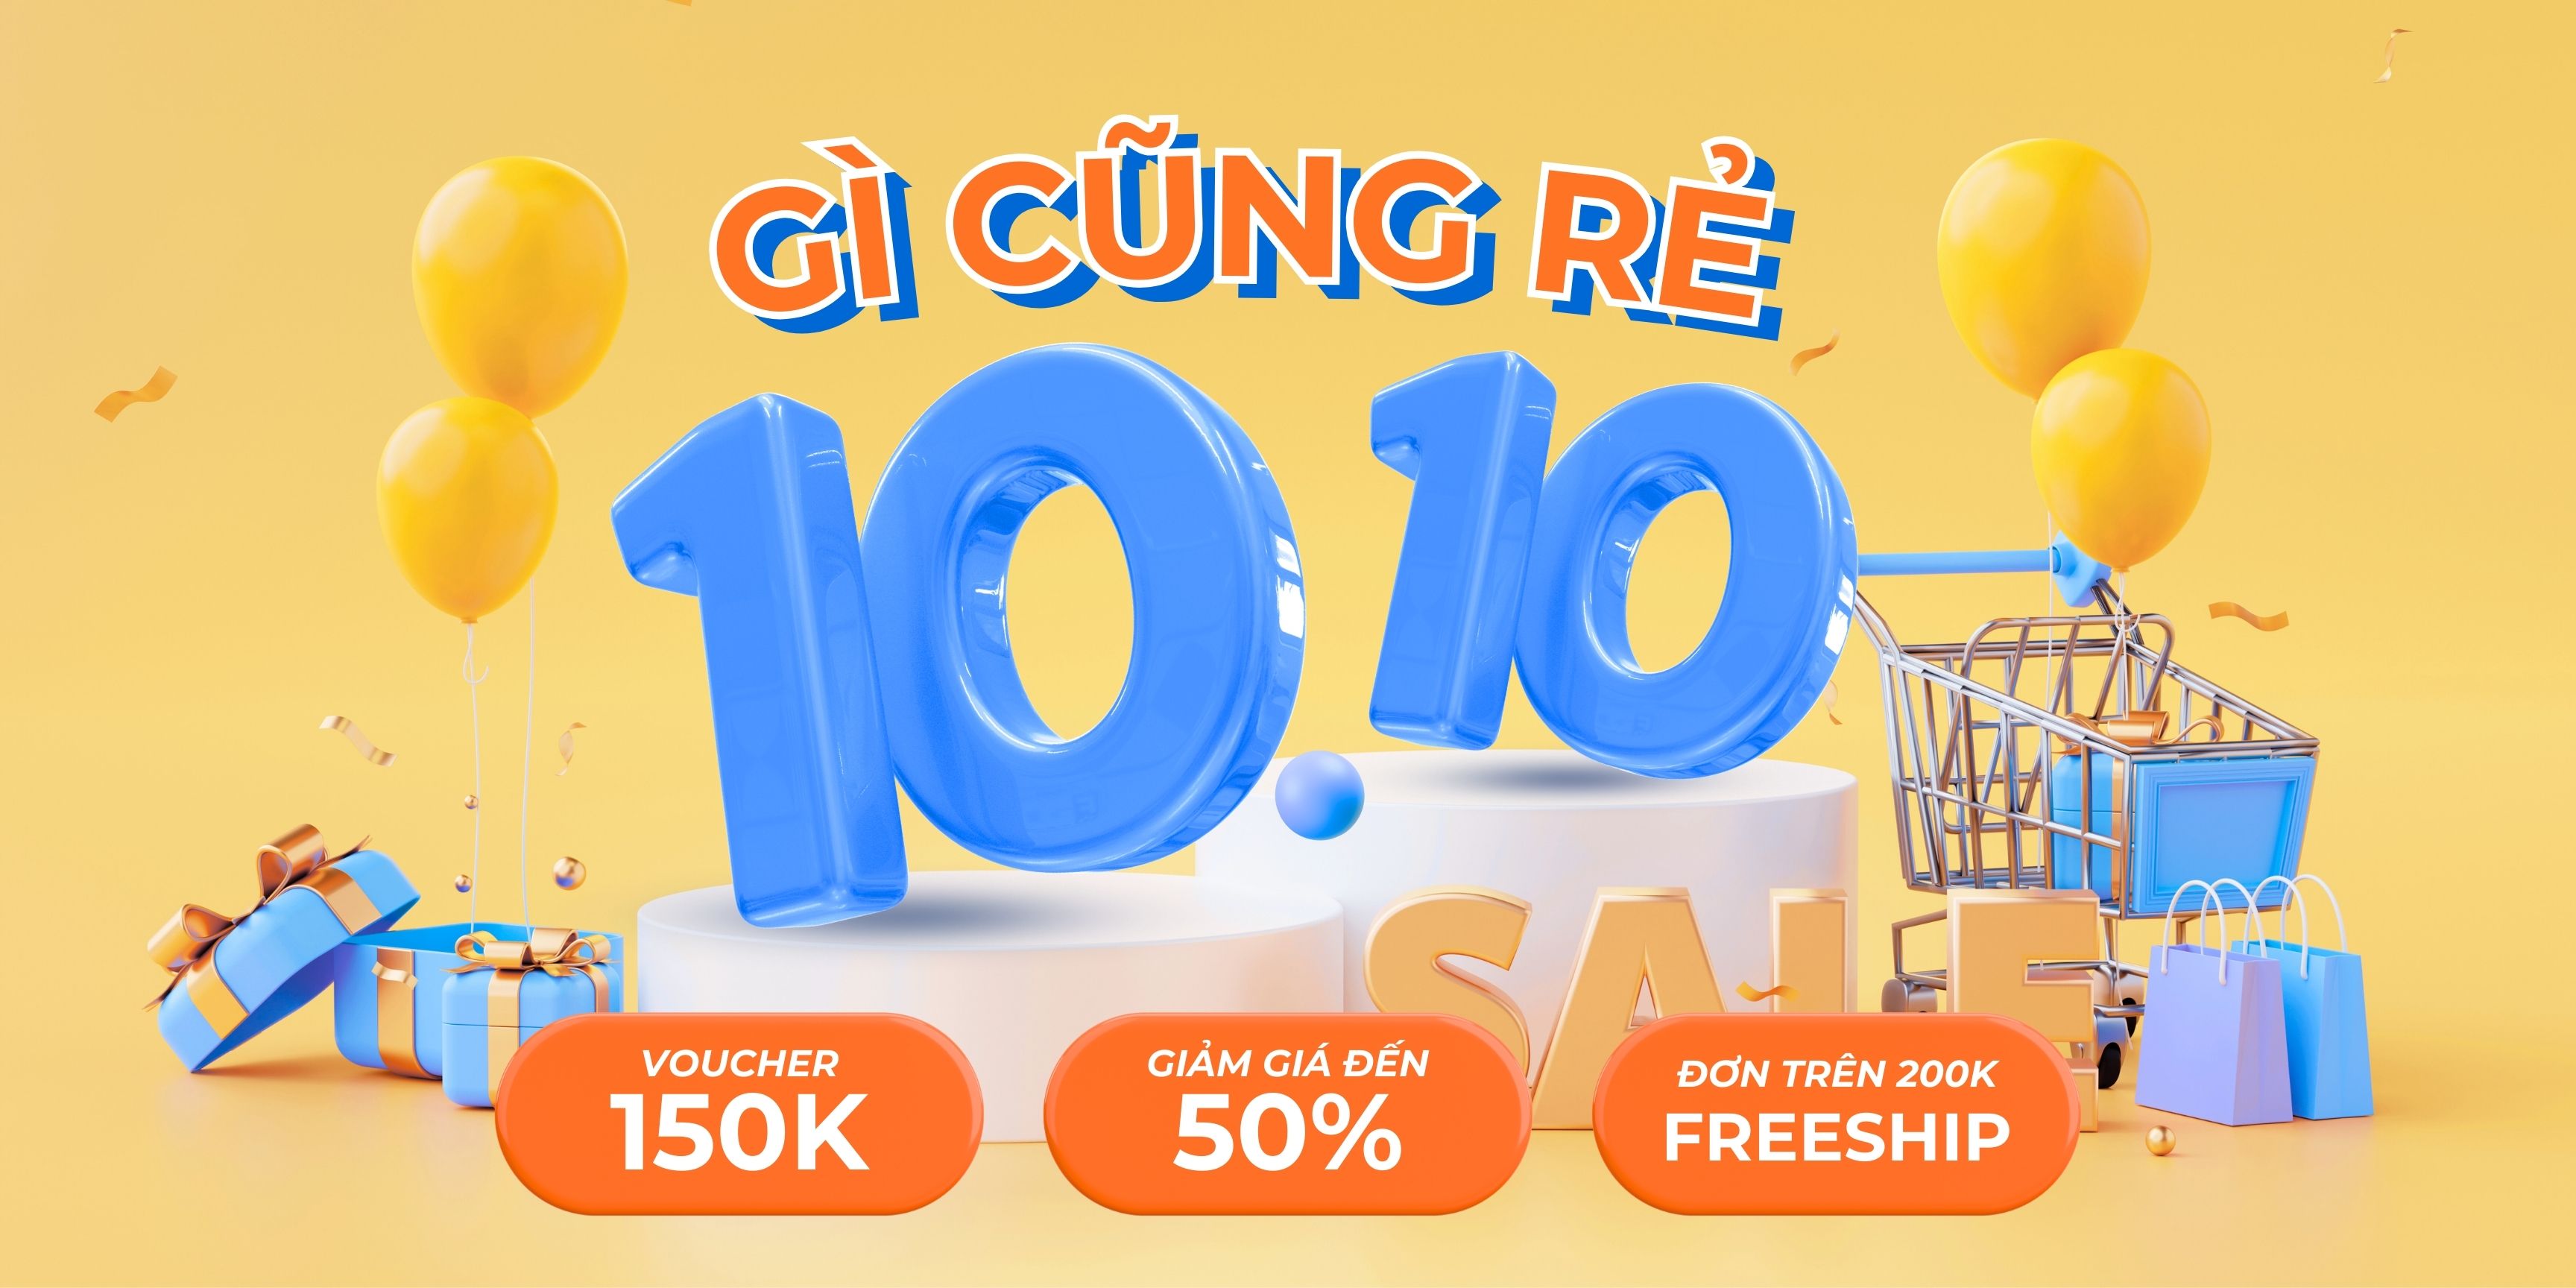 GÌ CŨNG RẺ
10.10
SALE
VOUCHER
150K
GIẢM GIÁ ĐẾN
50%
ĐƠN TRÊN 200K
FREESHIP